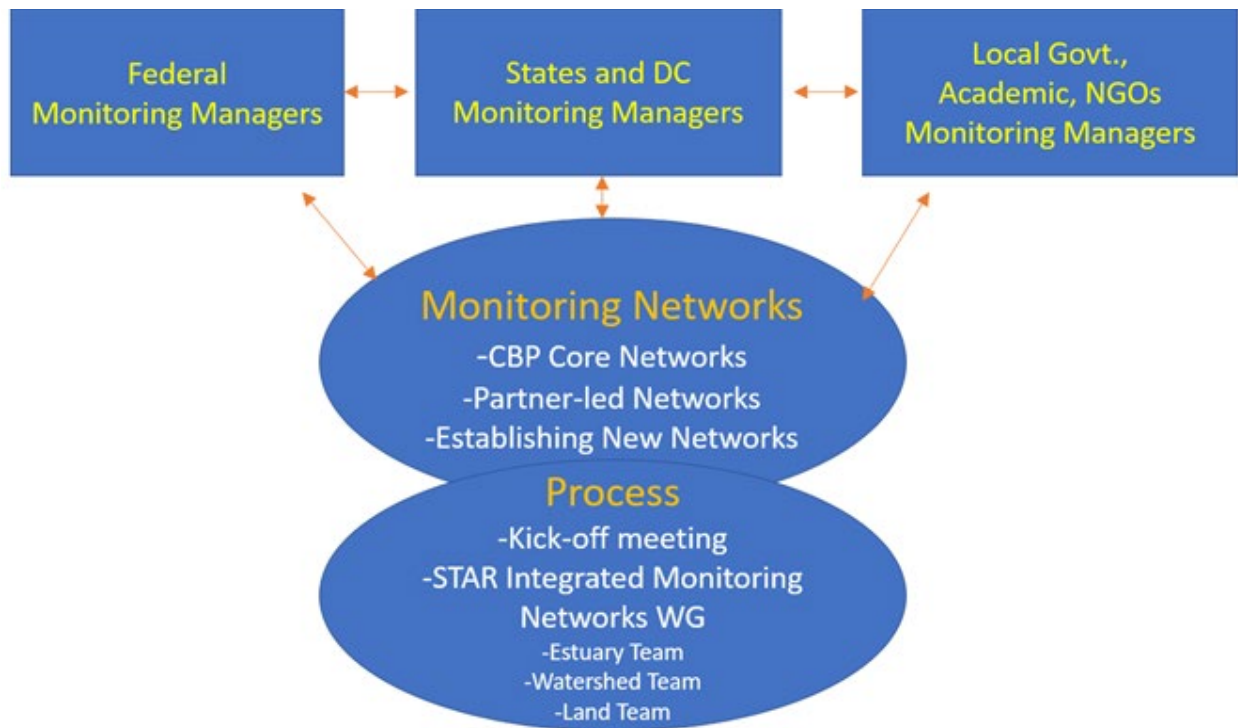 Federal
Monitoring Managers
States and DC
Monitoring Managers
Local Govt.,
Academic, NGOs
Monitoring Managers
Monitoring Networks
-CBP Core Networks
-Partner-led Networks
-Establishing New Networks
Process
-Kick-off meeting
-STAR Integrated Monitoring
Networks WG
-Estuary Team
-Watershed Team
-Land Team